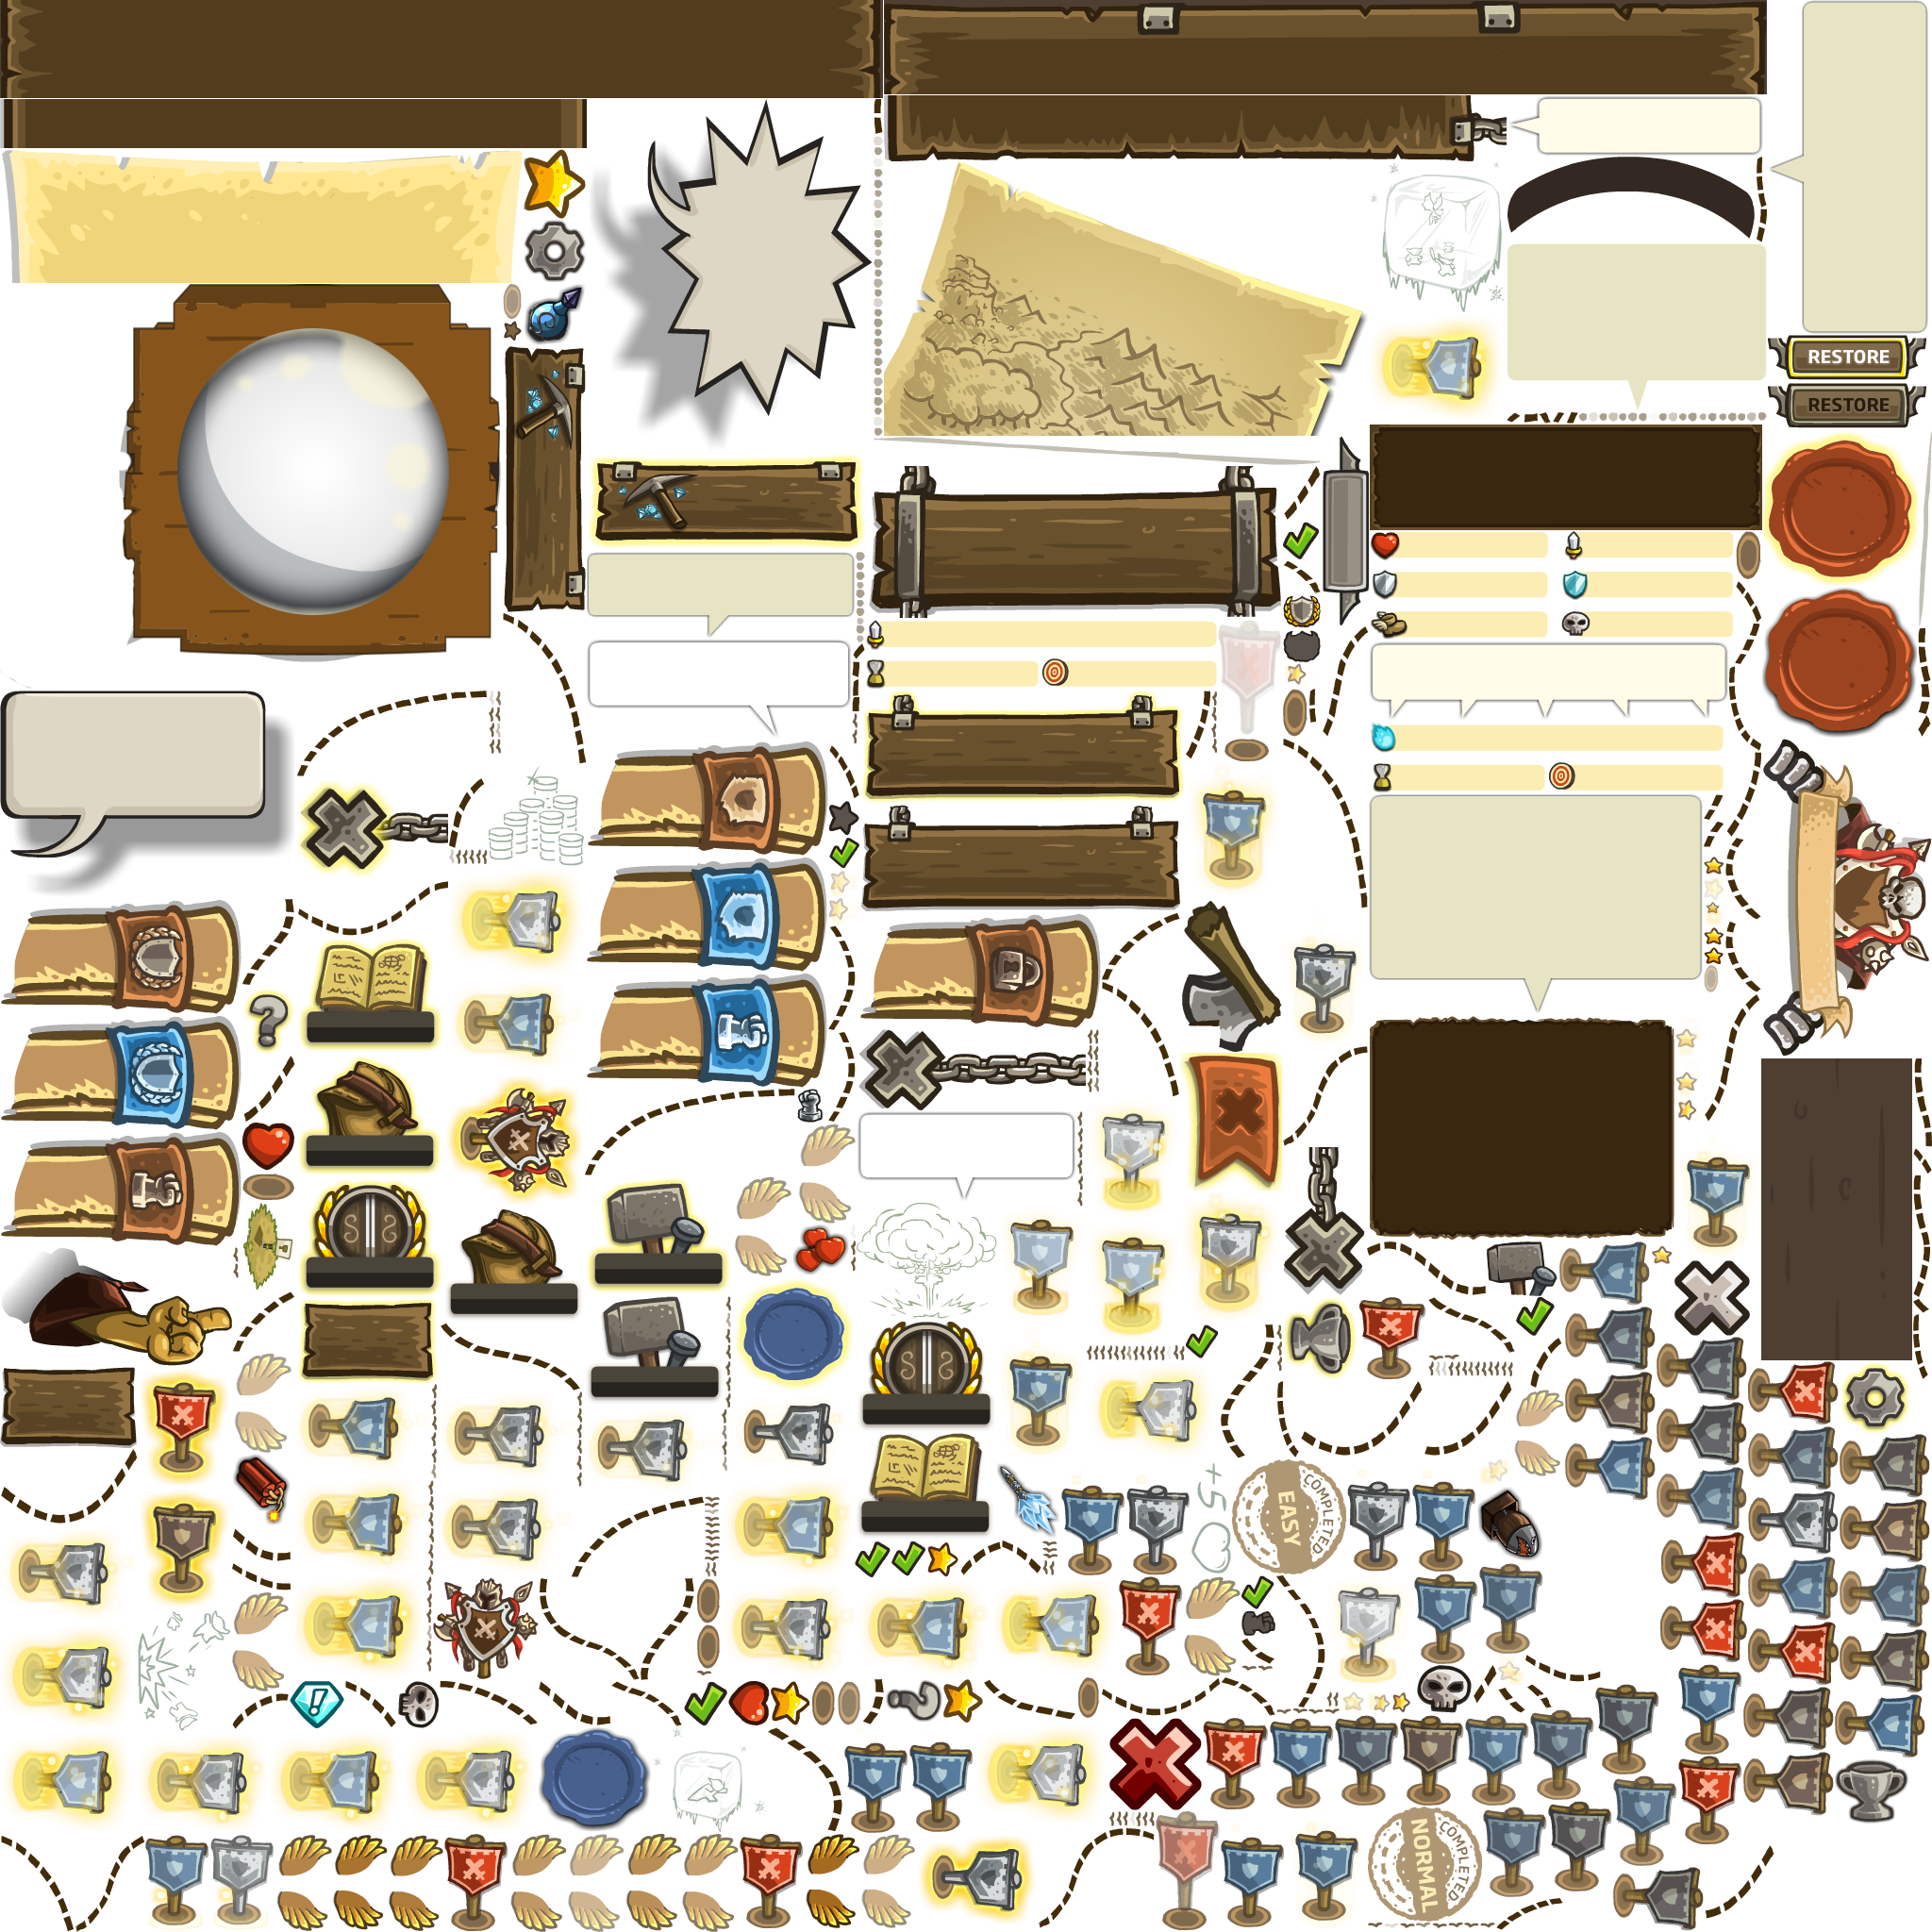 RESTORE
RESTORE
+5
COMPLETED
EASY
COMPLETED
NORMAL